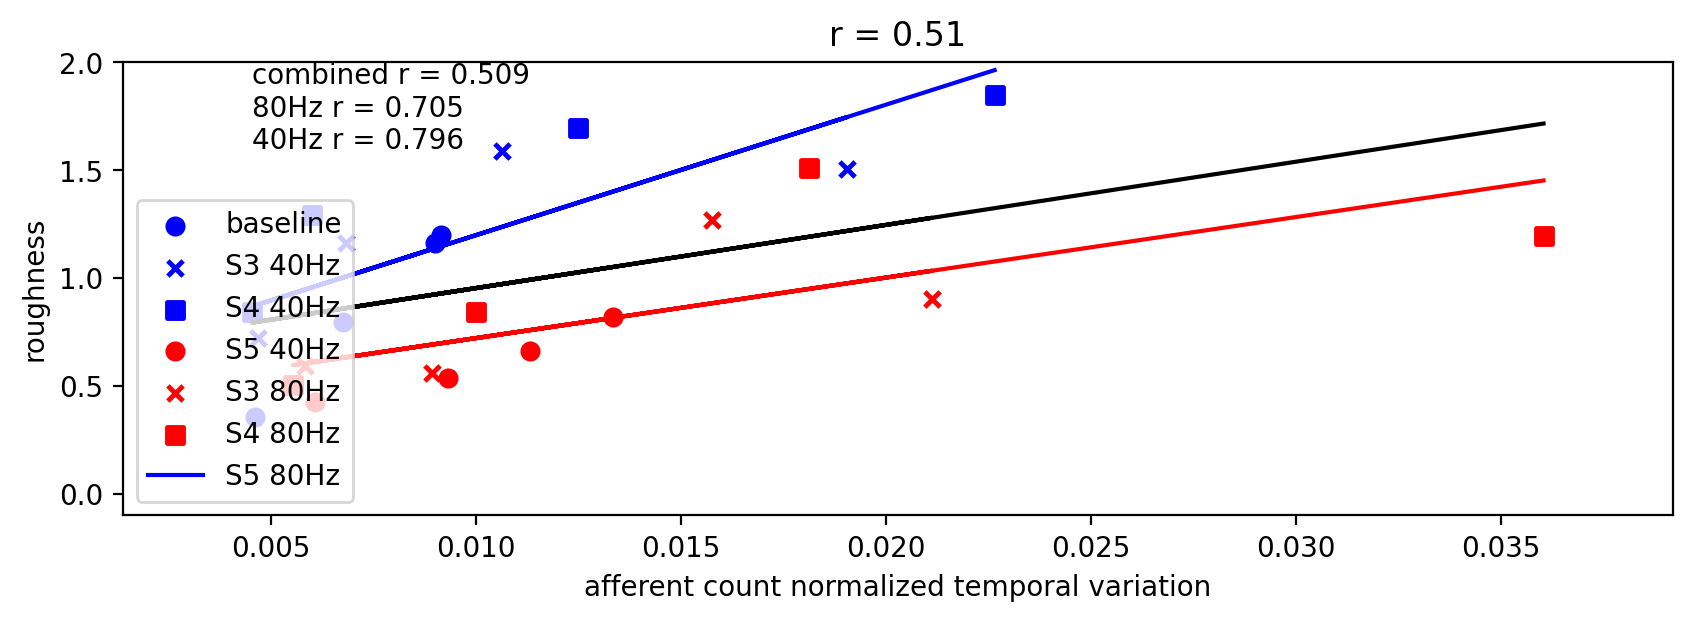 r = 0.51
combined r = 0.509
80Hz r = 0.705
40Hz r = 0.796
baseline
S3 40Hz
S4 40Hz
S5 40Hz
S3 80Hz
S4 80Hz
S5 80Hz
roughness
2.0
1.5
1.0
0.5
0.0
0.005 0.010 0.015 0.020 0.025 0.030 0.035
afferent count normalized temporal variation